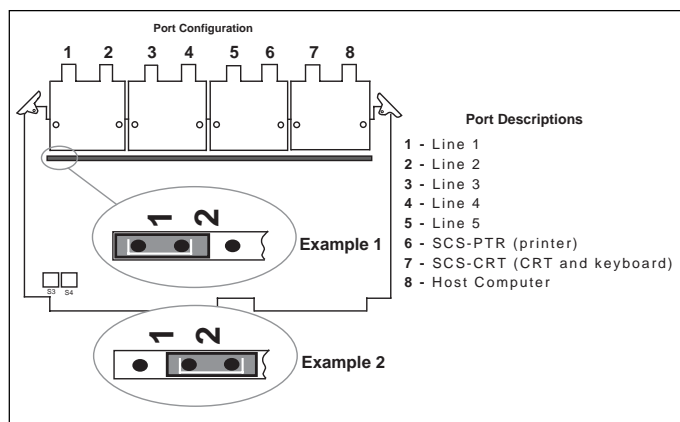 Port Configuration
1 2 3 4 5 6 7 8
Port Descriptions
1 - Line 1
2 - Line 2
3 - Line 3
4 - Line 4
5 - Line 5
6 - SCS-PTR (printer)
7 - SCS-CRT (CRT and keyboard)
8 - Host Computer
1 2
Example 1
S3 S4
1 2
Example 2